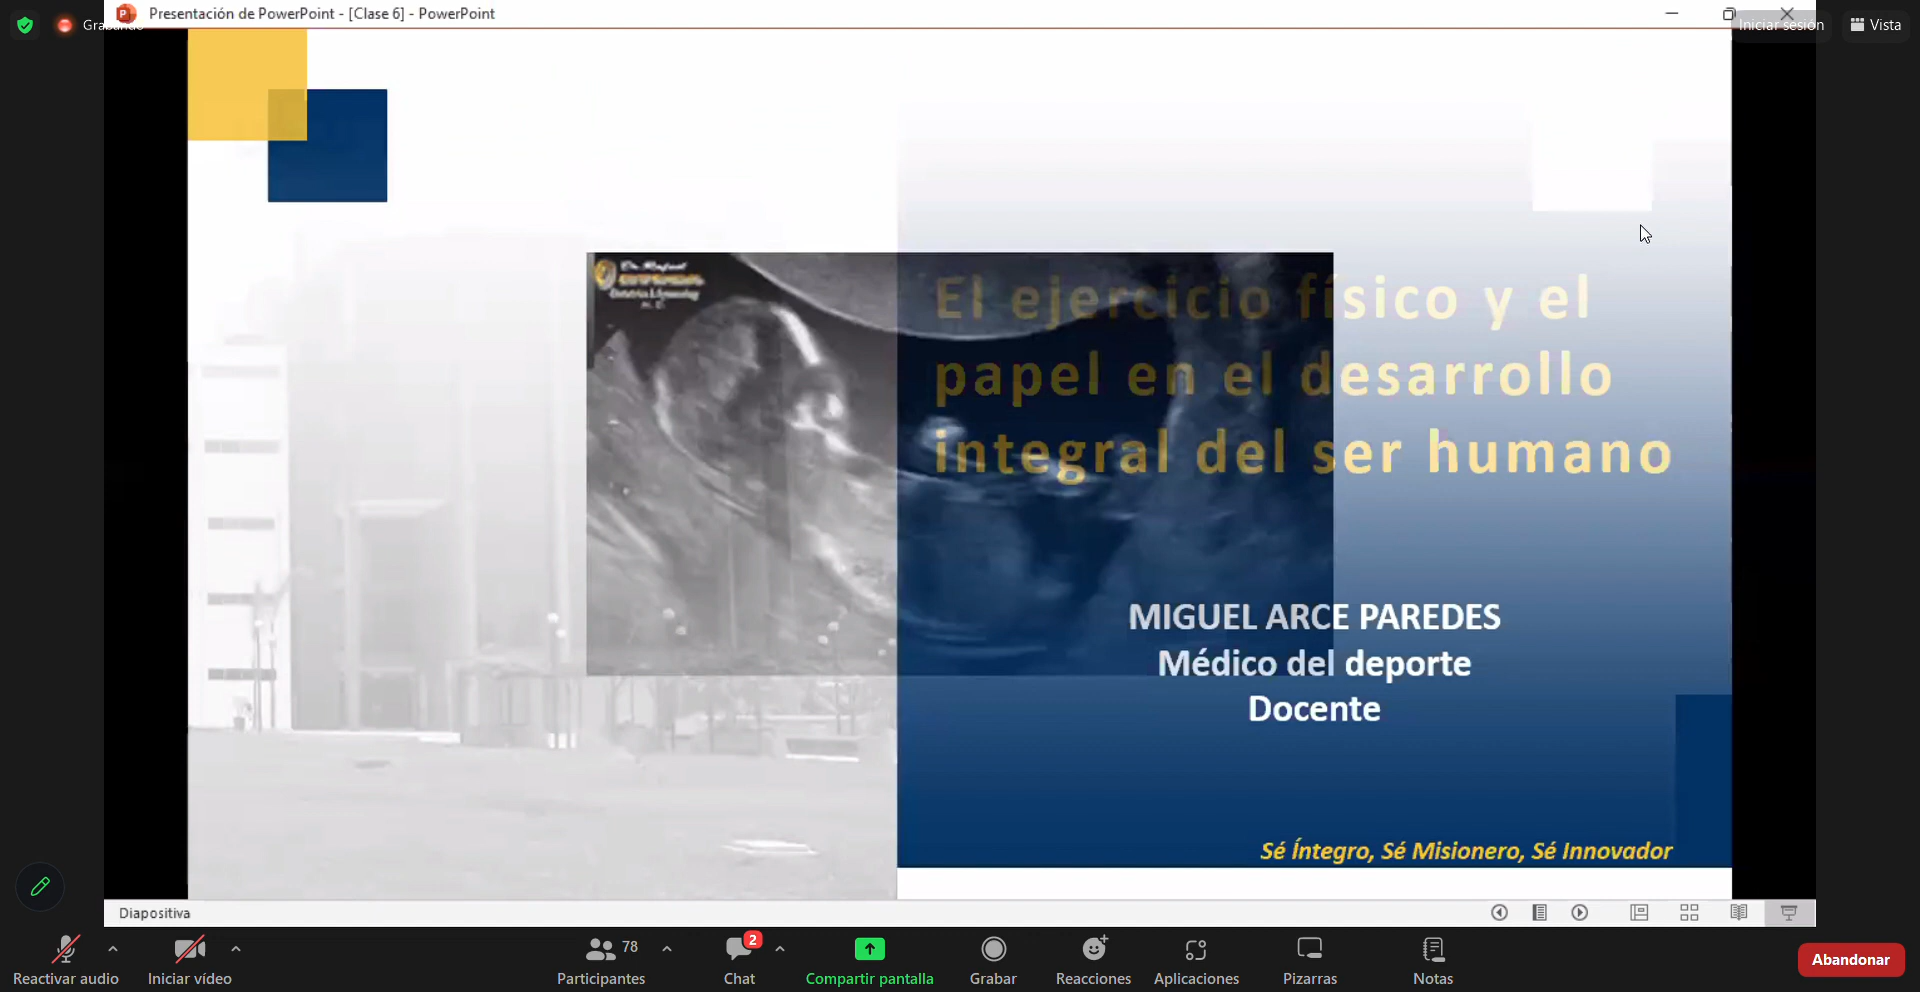 Presentación de PowerPoint - [Clase 6] - PowerPoint
Iniciar sesión
Vista
El ejercicio físico y el
papel en el desarrollo
integral del ser humano
MIGUEL ARCE PAREDES
Médico del deporte
Docente
Sé Íntegro, Sé Misionero, Sé Innovador
Diapositiva
78
2
Reactivar audio
Iniciar vídeo
Participantes
Chat
Compartir pantalla
Grabar
Reacciones
Aplicaciones
Pizarras
Notas
Abandonar